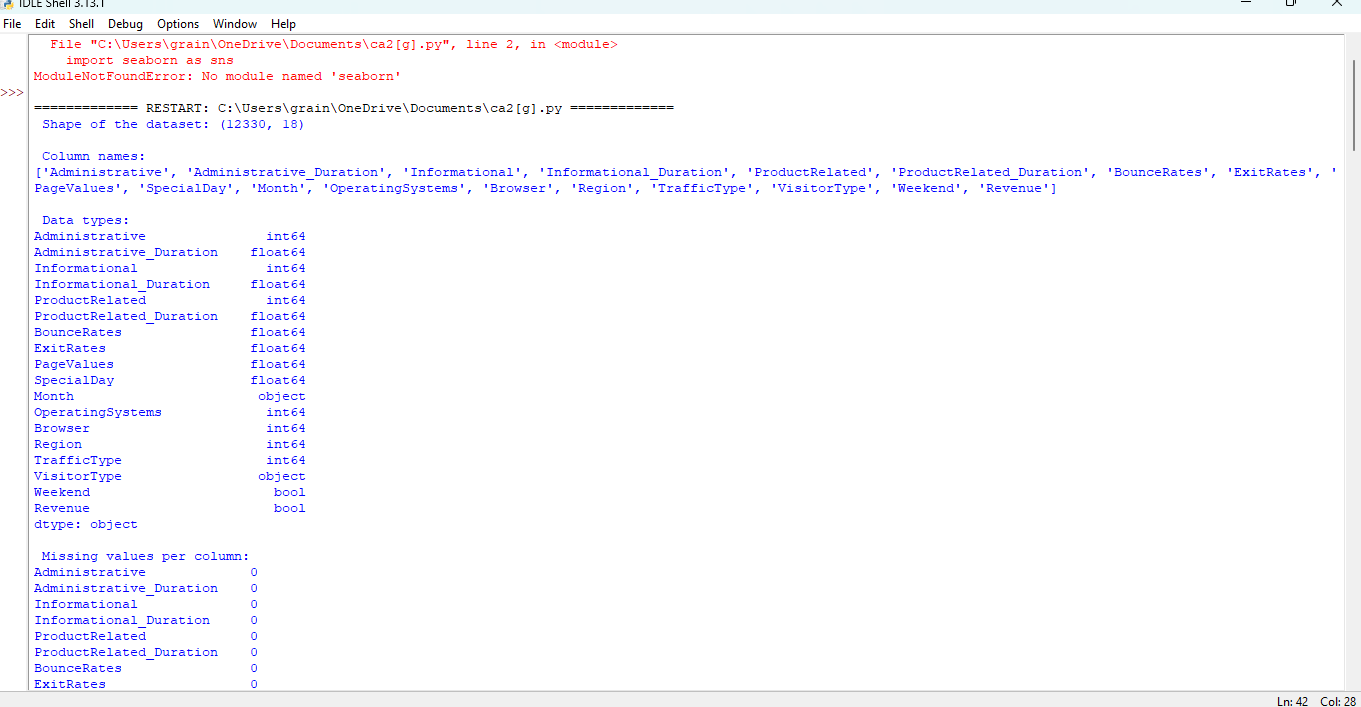 IDLE Shell 3.13.1
File Edit Shell Debug Options Window Help
File "C:\Users\grain\OneDrive\Documents\ca2[g].py", line 2, in <module>
import seaborn as sns
ModuleNotFoundError: No module named 'seaborn'
>>>
============= RESTART: C:\Users\grain\OneDrive\Documents\ca2[g].py =============
Shape of the dataset: (12330, 18)
Column names:
['Administrative', 'Administrative_Duration', 'Informational', 'Informational_Duration', 'ProductRelated', 'ProductRelated_Duration', 'BounceRates', 'ExitRates', '
PageValues', 'SpecialDay', 'Month', 'OperatingSystems', 'Browser', 'Region', 'TrafficType', 'VisitorType', 'Weekend', 'Revenue']
Data types:
Administrative int64
Administrative_Duration float64
Informational int64
Informational_Duration float64
ProductRelated int64
ProductRelated_Duration float64
BounceRates float64
ExitRates float64
PageValues float64
SpecialDay float64
Month object
OperatingSystems int64
Browser int64
Region int64
TrafficType int64
VisitorType object
Weekend bool
Revenue bool
dtype: object
Missing values per column:
Administrative 0
Administrative_Duration 0
Informational 0
Informational_Duration 0
ProductRelated 0
ProductRelated_Duration 0
BounceRates 0
ExitRates 0
Ln: 42 Col: 28